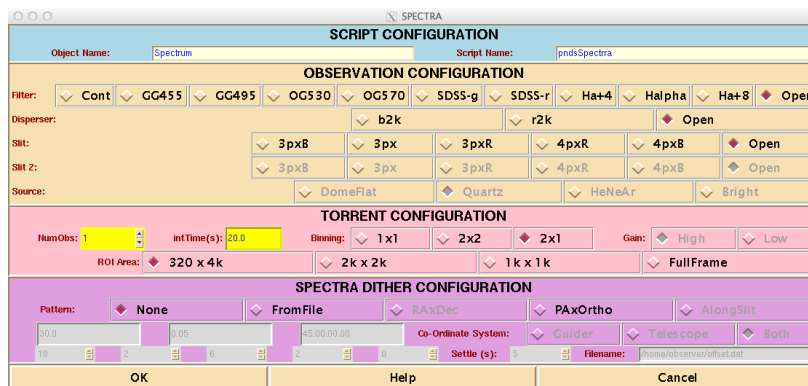 SPECTRA
SCRIPT CONFIGURATION
Object Name: Spectrum Script Name: pndsSpectrra
OBSERVATION CONFIGURATION
Filter: Cont GG455 GG495 OG530 OG570 SDSS-g SDSS-r Ha+4 Halpha Ha+8 Open
Disperser: b2k r2k Open
Slit: 3pxB 3px 3pxR 4pxR 4pxB Open
Slit 2: 3pxB 3px 3pxR 4pxR 4pxB Open
Source: DomeFlat Quartz HeNeAr Bright
TORRENT CONFIGURATION
NumObs: 1 intTime(s): 20.0 Binning: 1x1 2x2 2x1 Gain: High Low
ROI Area: 320 x 4k 2k x 2k 1k x 1k FullFrame
SPECTRA DITHER CONFIGURATION
Pattern: None FromFile RAxDec PAxOrtho AlongSlit
30.0 0.05 45:00:00.00 Co-Ordinate System: Guider Telescope Both
10 2 6 2 0 Settle (s): 5 Filename: /home/observer/offset.dat
OK Help Cancel